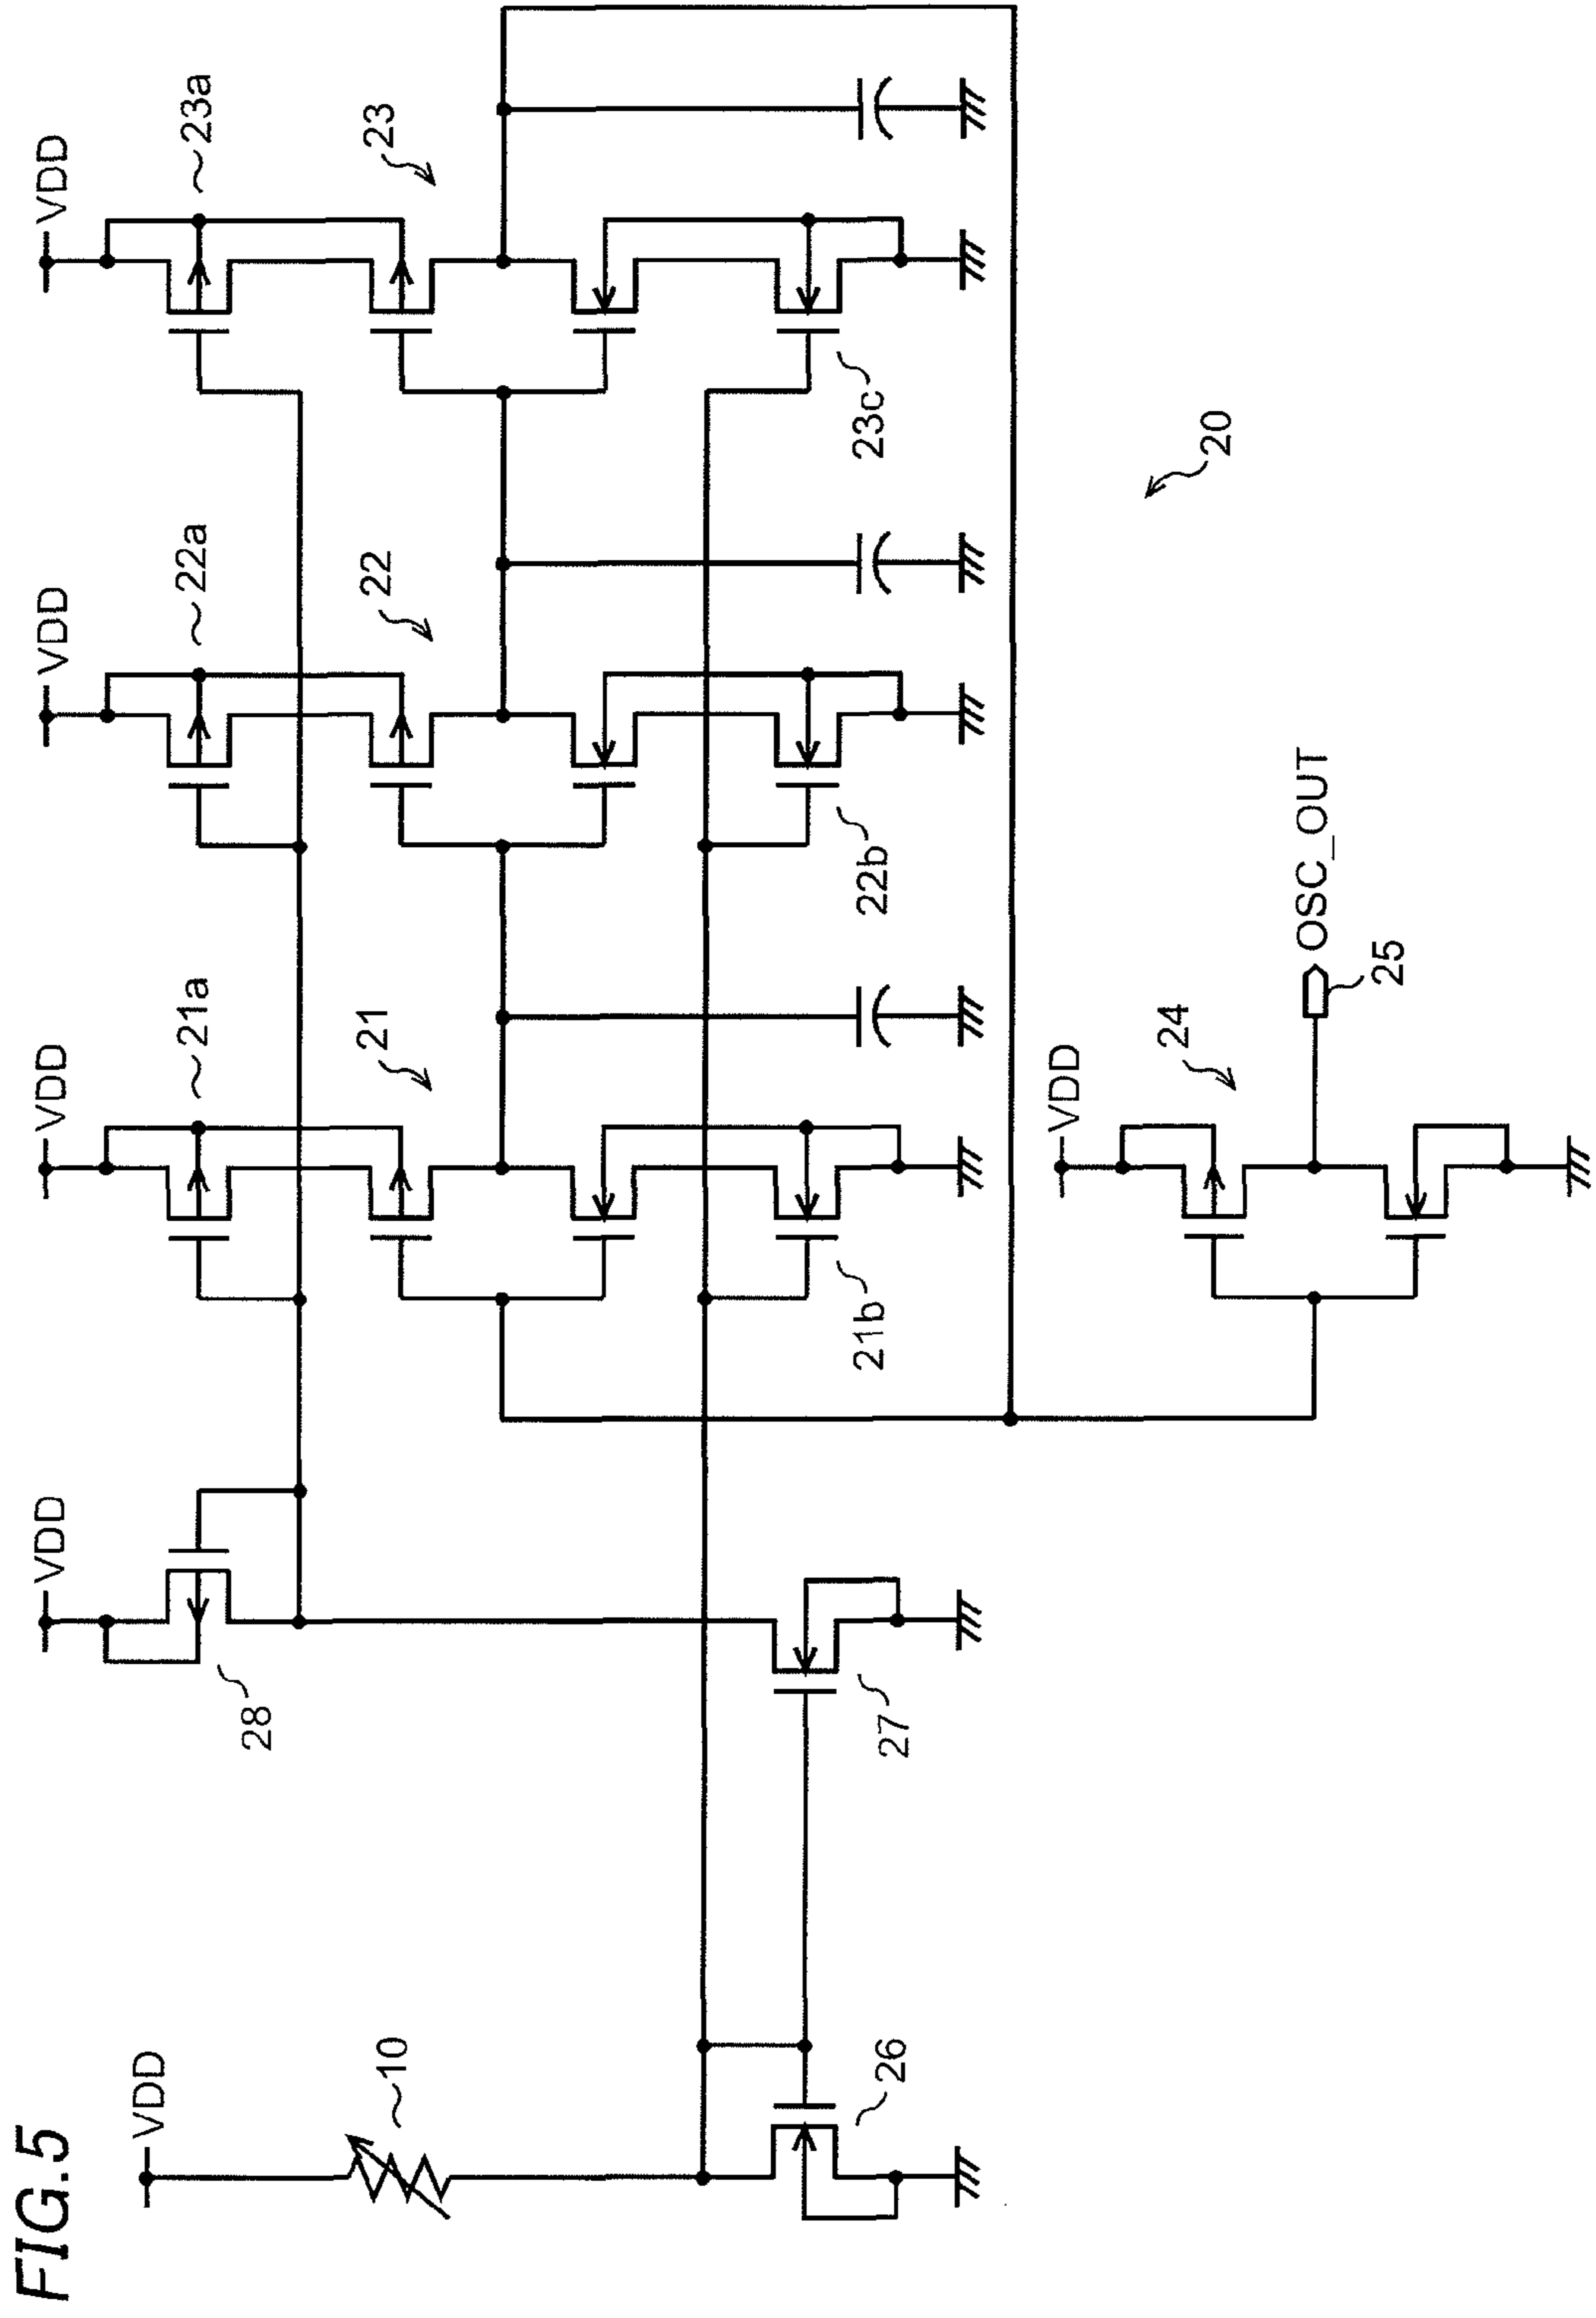 FIG.5
VDD
VDD
VDD
VDD
VDD
10
28
21a
22a
23a
21
22
23
26
27
21b
22b
23c
VDD
24
OSC_OUT
25
20